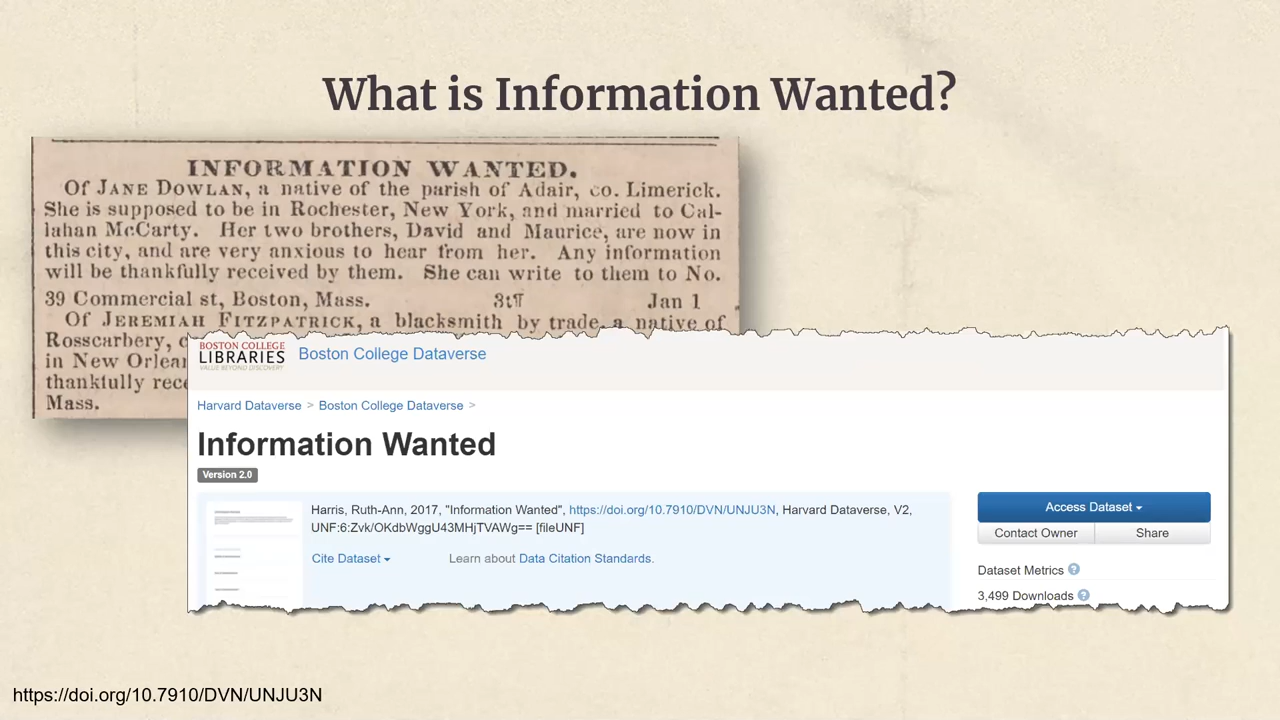 What is Information Wanted?
INFORMATION WANTED.
Of JANE DOWLAN, a native of the parish of Adair, co. Limerick.
She is supposed to be in Rochester, New York, and married to Cal-
lahan McCarty. Her two brothers, David and Maurice, are now in
this city, and are very anxious to hear from her. Any information
will be thankfully received by them. She can write to them to No.
39 Commercial st, Boston, Mass. 3t¶ Jan 1
Of JEREMIAH FITZPATRICK, a blacksmith by trade, a native of
Rosscarbery, c
in New Orlean
thankfully rece
Mass.
BOSTON COLLEGE
LIBRARIES
VALUE BEYOND DISCOVERY
Boston College Dataverse
Harvard Dataverse > Boston College Dataverse >
Information Wanted
Version 2.0
Harris, Ruth-Ann, 2017, "Information Wanted", https://doi.org/10.7910/DVN/UNJU3N, Harvard Dataverse, V2,
UNF:6:Zvk/OKdbWggU43MHjTVAWg== [fileUNF]
Cite Dataset Learn about Data Citation Standards.
Access Dataset
Contact Owner Share
Dataset Metrics ?
3,499 Downloads ?
https://doi.org/10.7910/DVN/UNJU3N